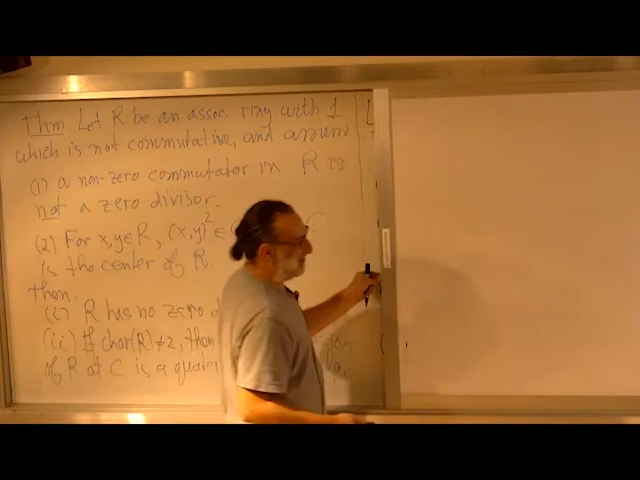 Thm. Let R be an assoc. ring with 1
which is not commutative, and assum
(1) a non-zero commutator in R is
not a zero divisor.
(2) For x,y∈R, (x,y)² ∈
is the center of R.
Then.
(i) R has no zero
(ii) If char(R)≠2, then
of R at C is a quater